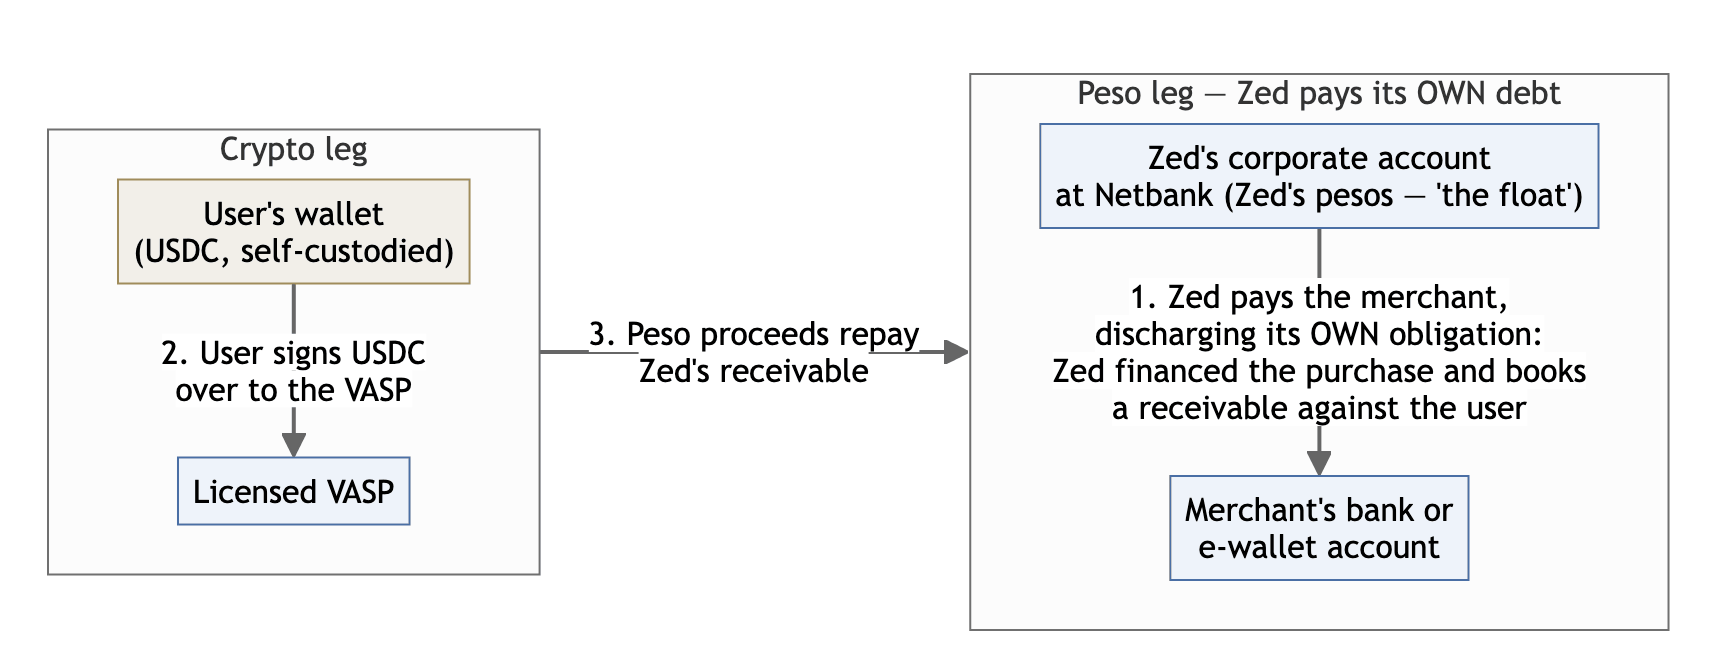 Crypto leg
User's wallet
(USDC, self-custodied)
2. User signs USDC
over to the VASP
Licensed VASP
3. Peso proceeds repay
Zed's receivable
Peso leg — Zed pays its OWN debt
Zed's corporate account
at Netbank (Zed's pesos — 'the float')
1. Zed pays the merchant,
discharging its OWN obligation:
Zed financed the purchase and books
a receivable against the user
Merchant's bank or
e-wallet account